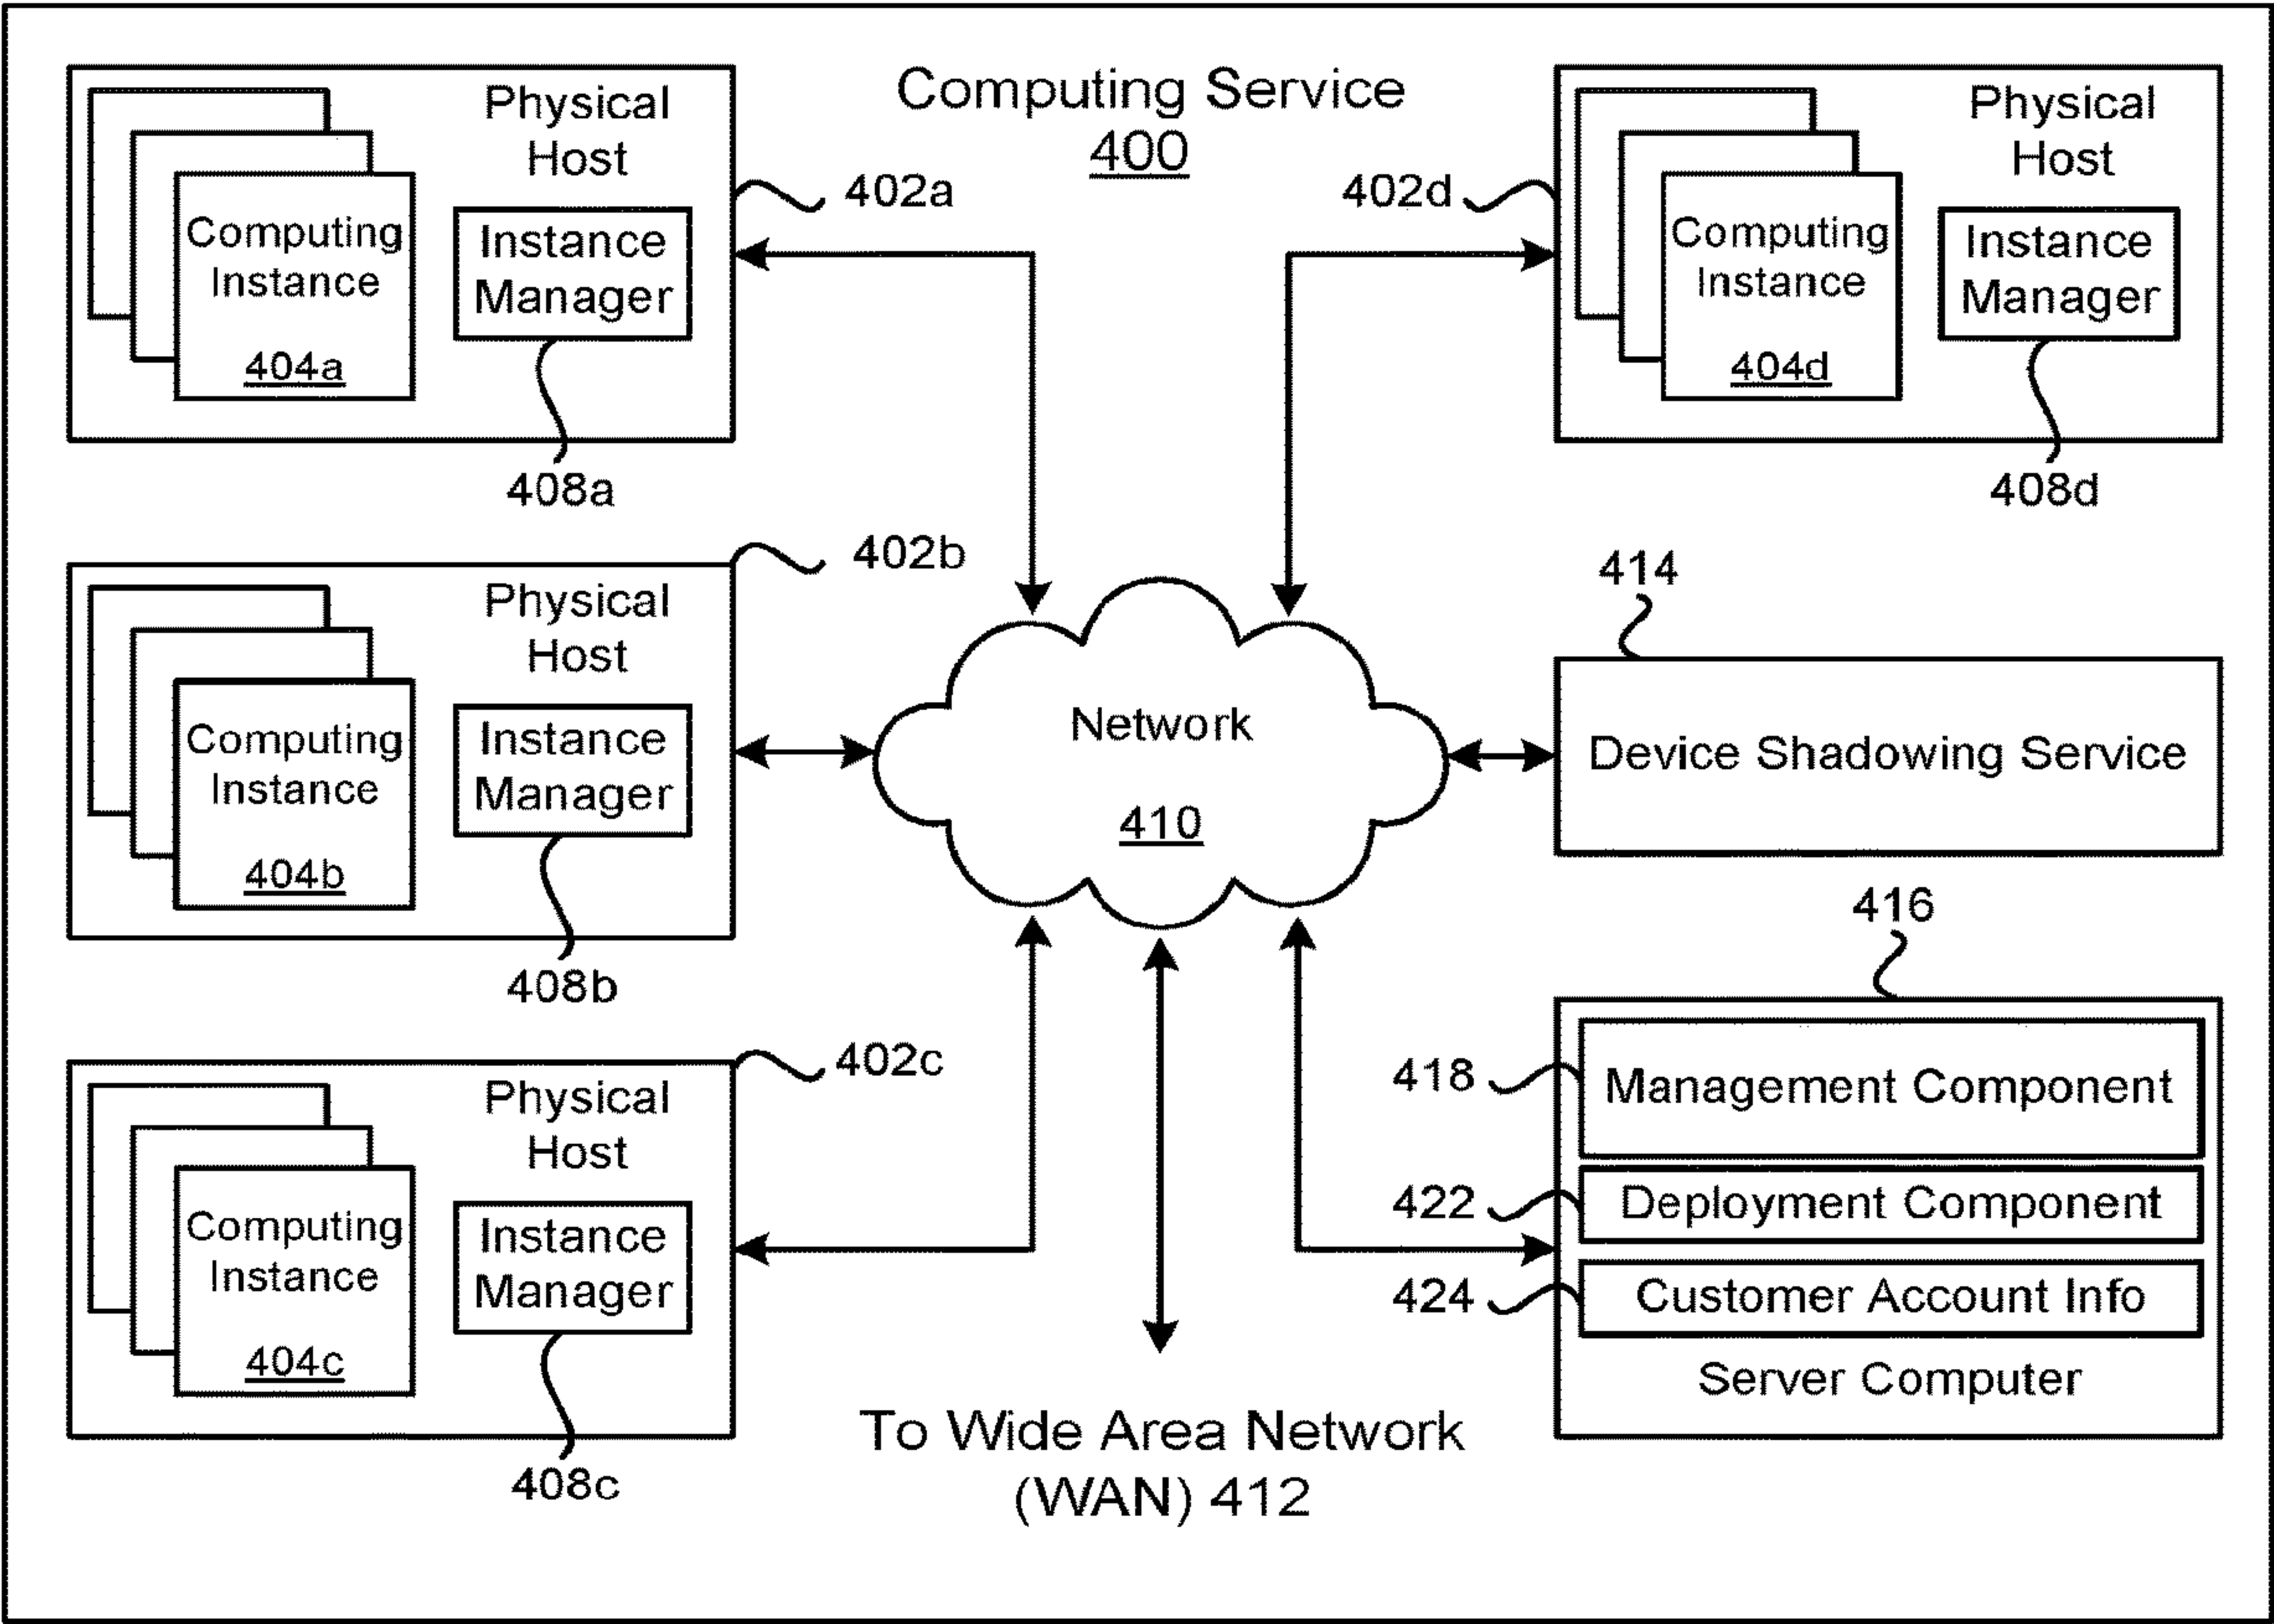 Computing Service
400
Physical
Host
Computing
Instance
404a
Instance
Manager
402a
408a
402d
Physical
Host
Computing
Instance
404d
Instance
Manager
408d
402b
Physical
Host
Computing
Instance
404b
Instance
Manager
408b
Network
410
414
Device Shadowing Service
402c
Physical
Host
Computing
Instance
404c
Instance
Manager
408c
416
418
Management Component
422
Deployment Component
424
Customer Account Info
Server Computer
To Wide Area Network
(WAN) 412